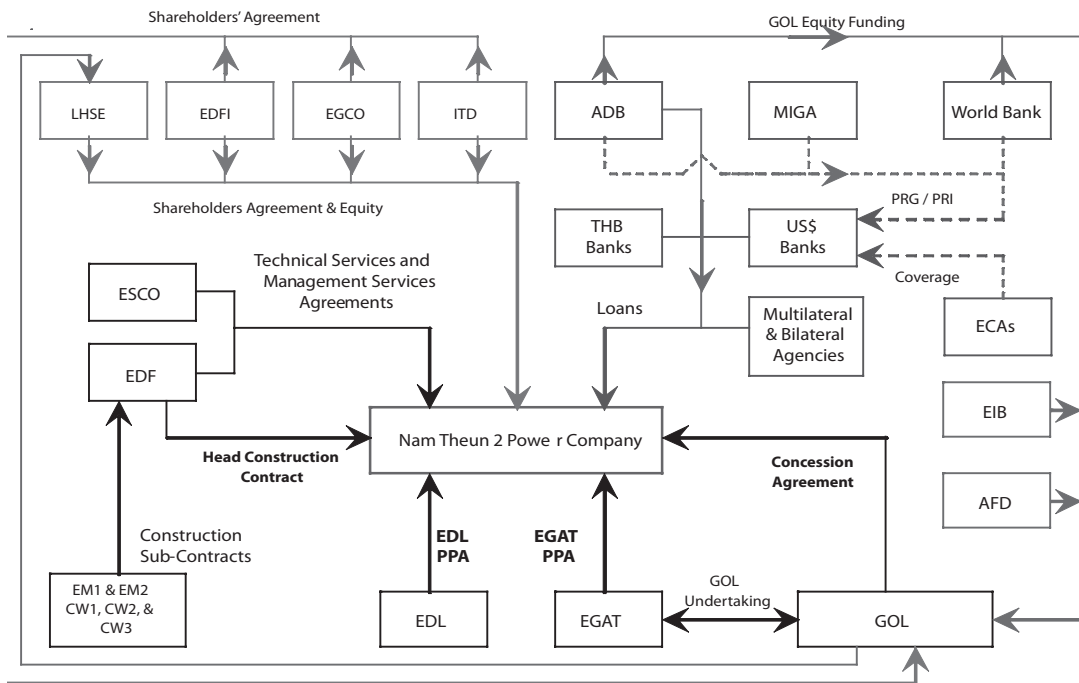 Shareholders' Agreement
GOL Equity Funding
LHSE
EDFI
EGCO
ITD
ADB
MIGA
World Bank
Shareholders Agreement & Equity
PRG / PRI
THB
Banks
US$
Banks
Technical Services and
Management Services
Agreements
Coverage
ESCO
Loans
Multilateral
& Bilateral
Agencies
ECAs
EDF
EIB
Nam Theun 2 Powe r Company
Head Construction
Contract
Concession
Agreement
AFD
Construction
Sub-Contracts
EDL
PPA
EGAT
PPA
EM1 & EM2
CW1, CW2, &
CW3
EDL
EGAT
GOL
Undertaking
GOL